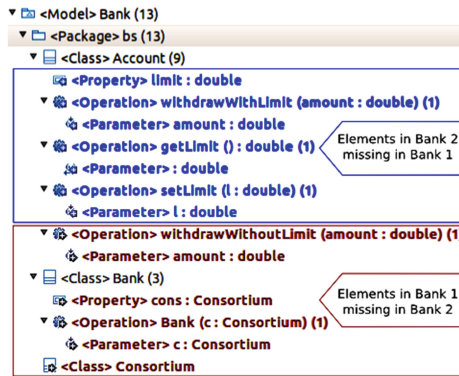 <Model> Bank (13)
<Package> bs (13)
<Class> Account (9)
<Property> limit : double
<Operation> withdrawWithLimit (amount : double) (1)
<Parameter> amount : double
<Operation> getLimit () : double (1)
<Parameter> : double
<Operation> setLimit (l : double) (1)
<Parameter> l : double
Elements in Bank 2
missing in Bank 1
<Operation> withdrawWithoutLimit (amount : double) (1
<Parameter> amount : double
<Class> Bank (3)
<Property> cons : Consortium
<Operation> Bank (c : Consortium) (1)
<Parameter> c : Consortium
<Class> Consortium
Elements in Bank 1
missing in Bank 2